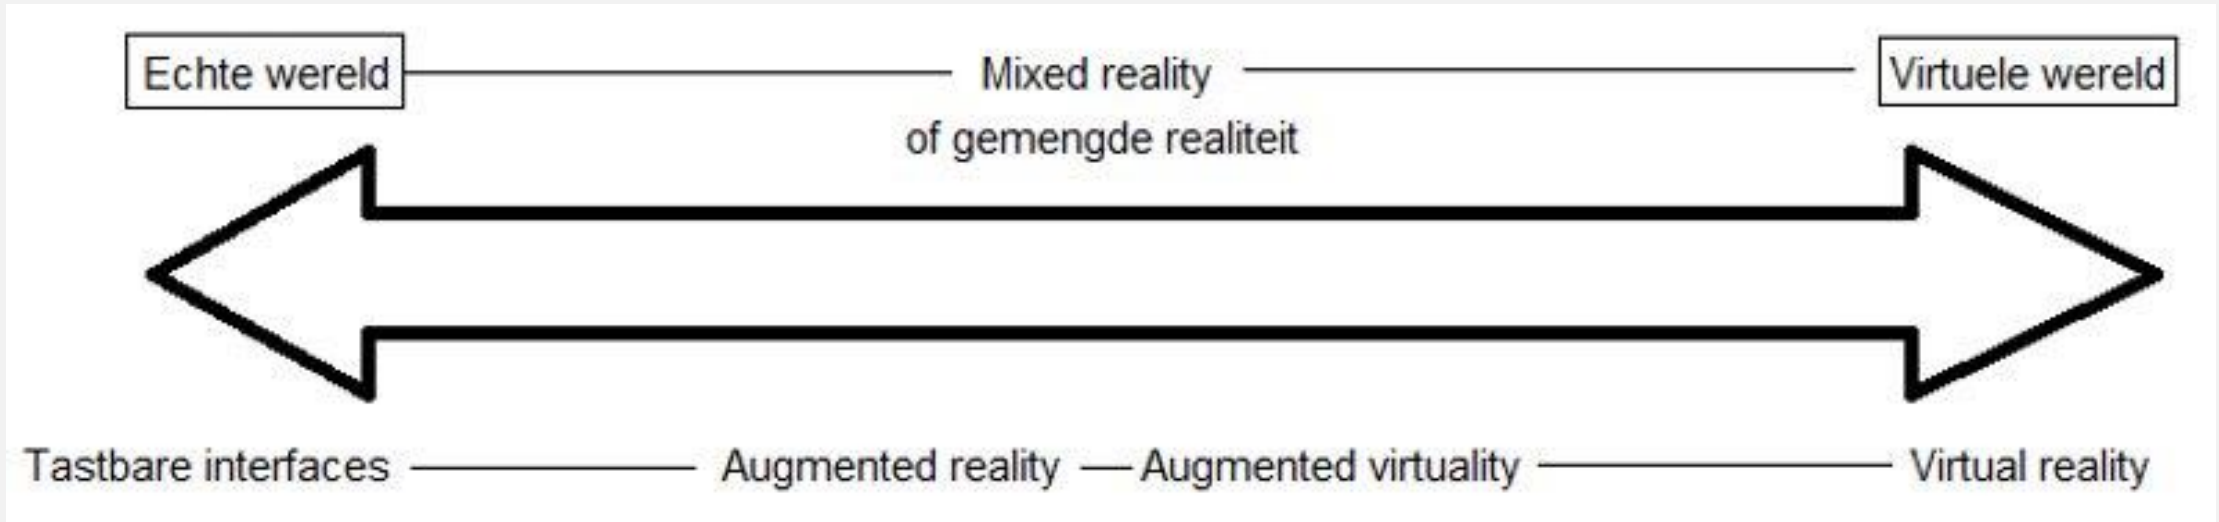 Echte wereld Mixed reality Virtuele wereld
of gemengde realiteit
Tastbare interfaces Augmented reality Augmented virtuality Virtual reality